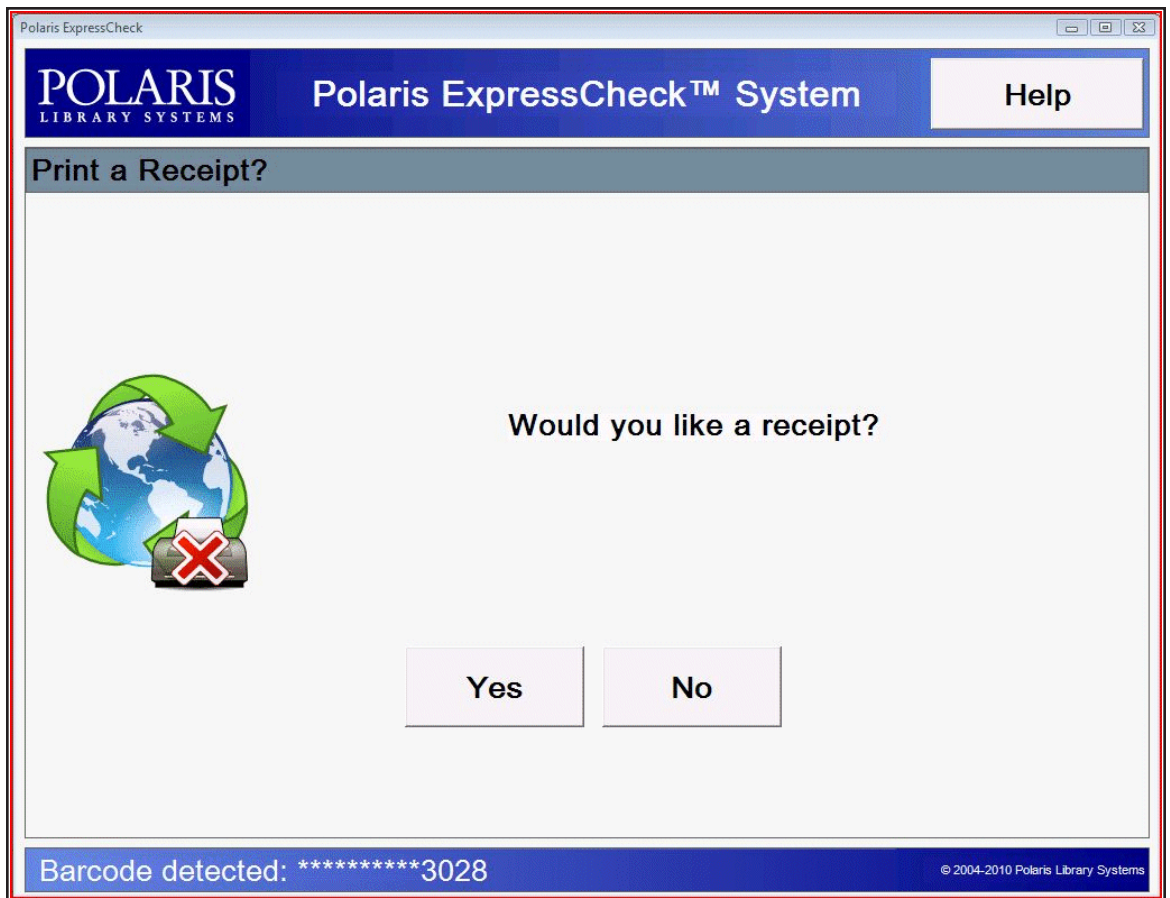 Polaris ExpressCheck
POLARIS
LIBRARY SYSTEMS
Polaris ExpressCheck™ System
Help
Print a Receipt?
Would you like a receipt?
Yes
No
Barcode detected: **********3028
© 2004-2010 Polaris Library Systems